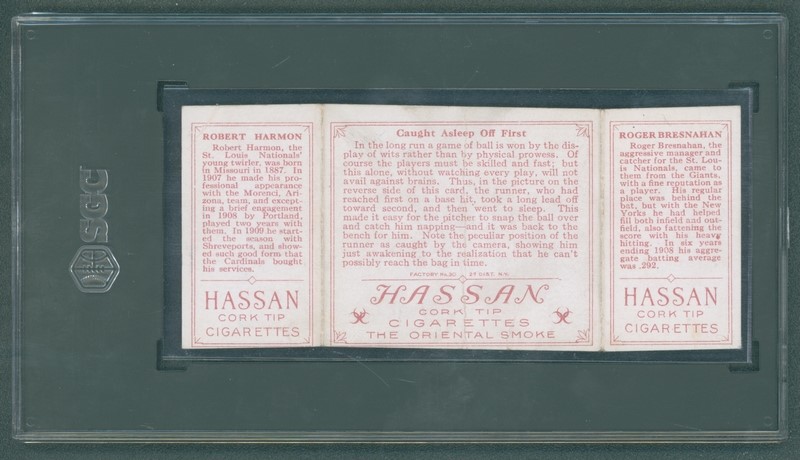 SGC
ROBERT HARMON
Robert Harmon, the
St. Louis Nationals'
young twirler, was born
in Missouri in 1887. In
1907 he made his pro-
fessional appearance
with the Morenci, Ari-
zona, team, and except-
ing a brief engagement
in 1908 by Portland,
played two years with
them. In 1909 he start-
ed the season with
Shreveports, and show-
ed such good form that
the Cardinals bought
his services.
HASSAN
CORK TIP
CIGARETTES
Caught Asleep Off First
In the long run a game of ball is won by the dis-
play of wits rather than by physical prowess. Of
course the players must be skilled and fast; but
this alone, without watching every play, will not
avail against brains. Thus, in the picture on the
reverse side of this card, the runner, who had
reached first on a base hit, took a long lead off
toward second, and then went to sleep. This
made it easy for the pitcher to snap the ball over
and catch him napping—and it was back to the
bench for him. Note the peculiar position of the
runner as caught by the camera, showing him
just awakening to the realization that he can't
possibly reach the bag in time.
FACTORY No. 30 2D DIST. N.Y.
HASSAN
CORK TIP
CIGARETTES
THE ORIENTAL SMOKE
ROGER BRESNAHAN
Roger Bresnahan, the
aggressive manager and
catcher for the St. Lou-
is Nationals, came to
them from the Giants,
with a fine reputation as
a player. His regular
place was behind the
bat, but with the New
Yorks he had helped
fill both infield and out-
field, also fattening the
score with his heavy
hitting. In six years
ending 1908 his aggre-
gate batting average
was .292.
HASSAN
CORK TIP
CIGARETTES